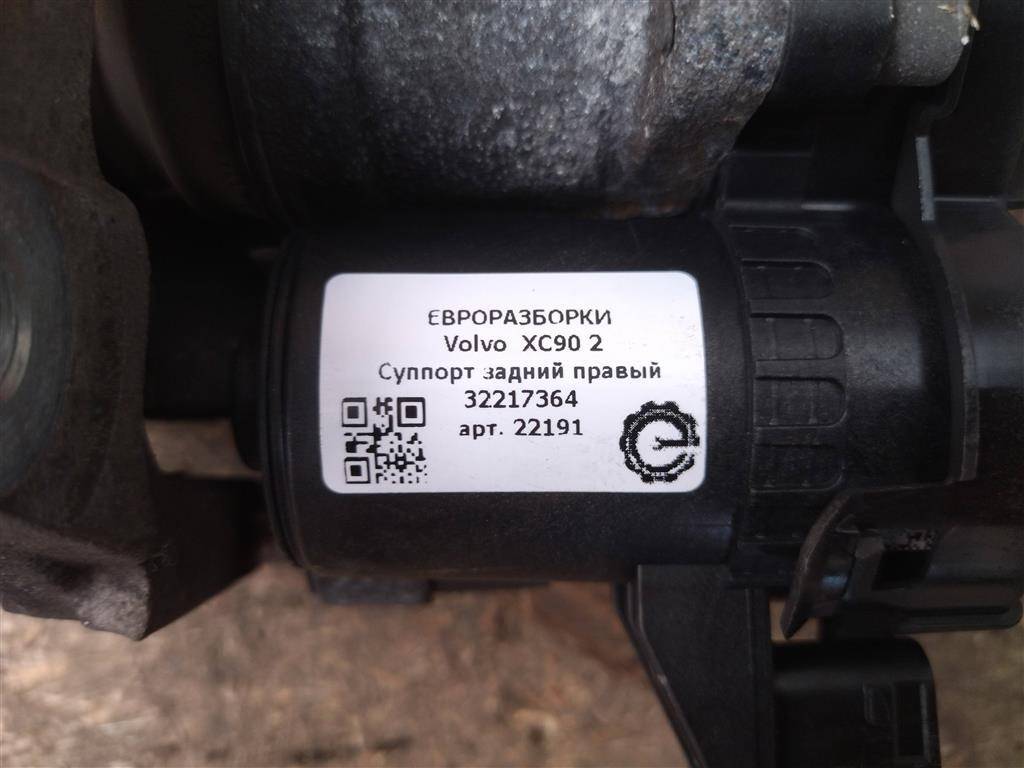 ЕВРОРАЗБОРКИ
Volvo XC90 2
Суппорт задний правый
32217364
арт. 22191